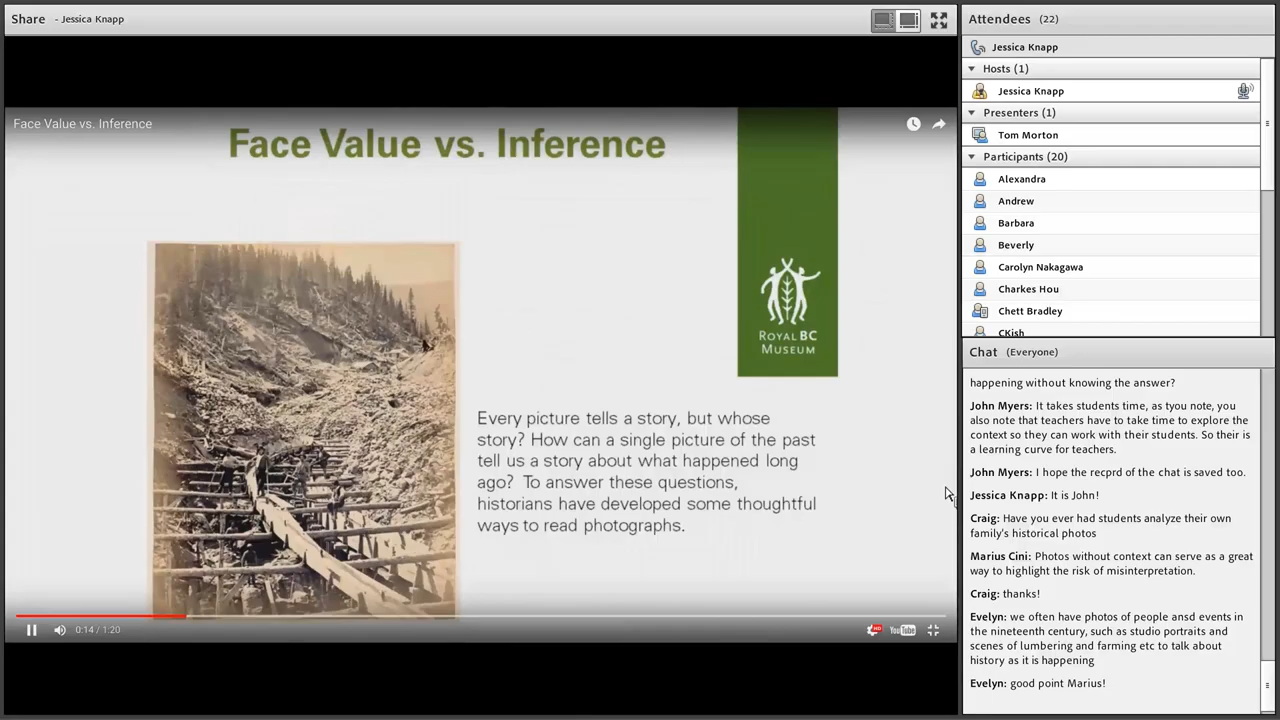 Share - Jessica Knapp
Face Value vs. Inference
Face Value vs. Inference
ROYAL BC
MUSEUM
Every picture tells a story, but whose
story? How can a single picture of the past
tell us a story about what happened long
ago? To answer these questions,
historians have developed some thoughtful
ways to read photographs.
0:14 / 1:20
HD
YouTube
Attendees (22)
Jessica Knapp
Hosts (1)
Jessica Knapp
Presenters (1)
Tom Morton
Participants (20)
Alexandra
Andrew
Barbara
Beverly
Carolyn Nakagawa
Charkes Hou
Chett Bradley
CKish
Chat (Everyone)
happening without knowing the answer?
John Myers: It takes students time, as tyou note, you
also note that teachers have to take time to explore the
context so they can work with their students. So their is
a learning curve for teachers.
John Myers: I hope the recprd of the chat is saved too.
Jessica Knapp: It is John!
Craig: Have you ever had students analyze their own
family's historical photos
Marius Cini: Photos without context can serve as a great
way to highlight the risk of misinterpretation.
Craig: thanks!
Evelyn: we often have photos of people ansd events in
the nineteenth century, such as studio portraits and
scenes of lumbering and farming etc to talk about
history as it is happening
Evelyn: good point Marius!